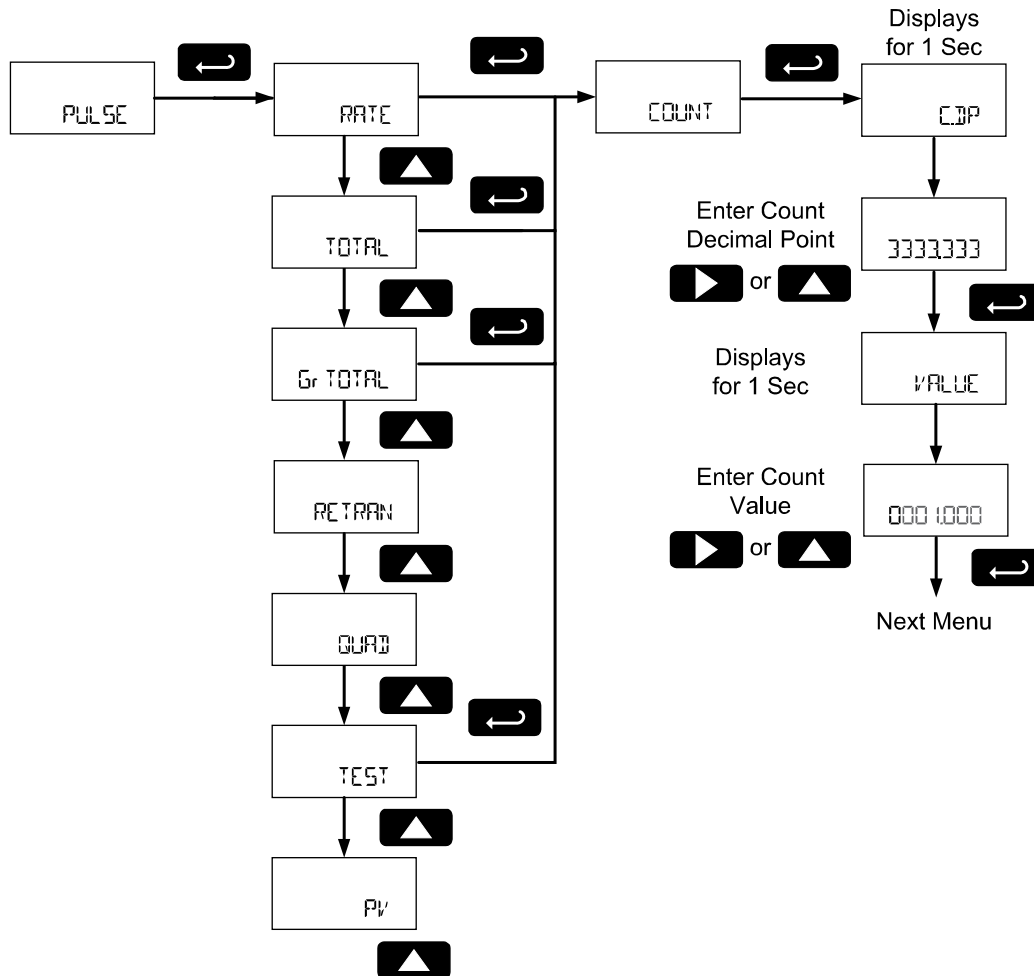 Displays
for 1 Sec
PULSE
RATE
COUNT
C.DP
TOTAL
Enter Count
Decimal Point
or
3333.333
Gr TOTAL
Displays
for 1 Sec
VALUE
RETRAN
Enter Count
Value
or
0001.000
QUAD
Next Menu
TEST
PV